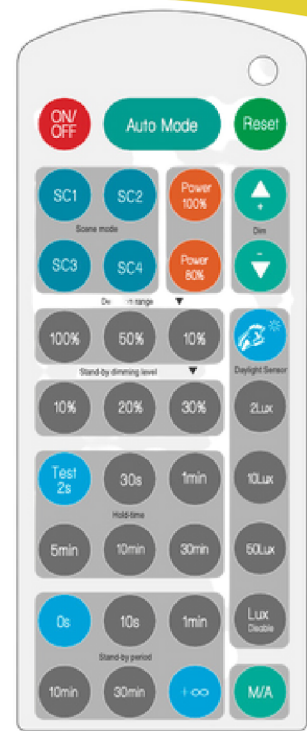 ON/
OFF
Auto Mode
Reset
SC1
SC2
Power
100%
+
Scene mode
Dim
SC3
SC4
Power
80%
-
range ▼
100%
50%
10%
Stand-by dimming level ▼
Daylight Sensor
10%
20%
30%
2Lux
Test
2s
30s
1min
10Lux
Hold-time
5min
10min
30min
50Lux
0s
10s
1min
Lux
Disable
Stand-by period
10min
30min
+∞
M/A